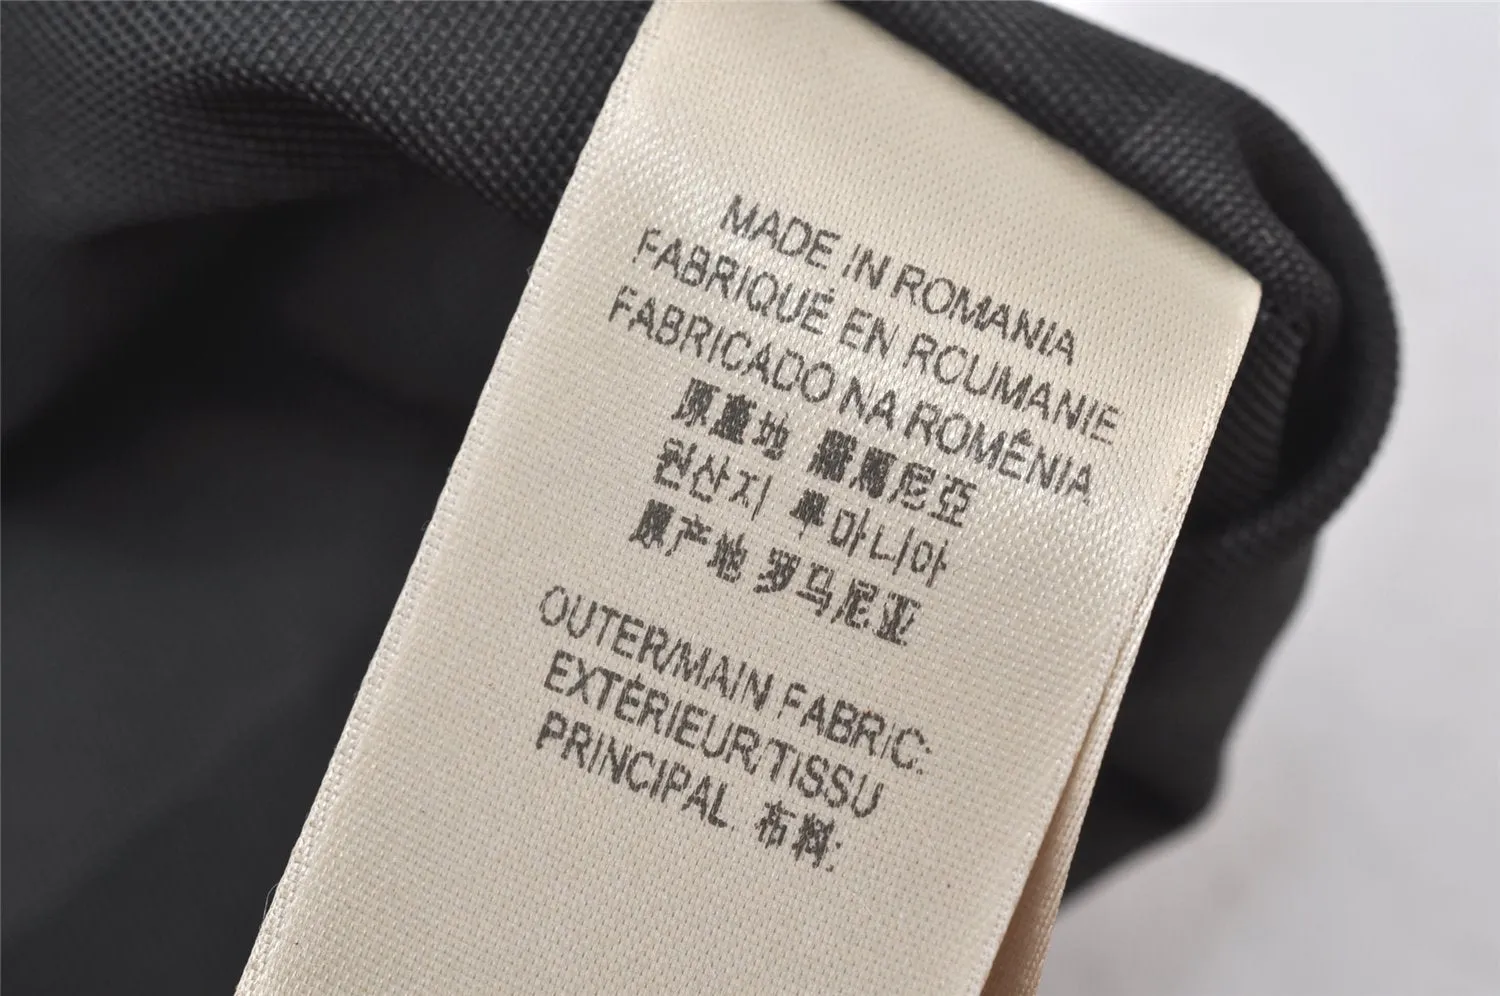 MADE IN ROMANIA
FABRIQUÉ EN ROUMANIE
FABRICADO NA ROMÊNIA
原產地 羅馬尼亞
원산지 루마니아
原产地 罗马尼亚
OUTER/MAIN FABRIC:
EXTÉRIEUR/TISSU
PRINCIPAL, 布料: